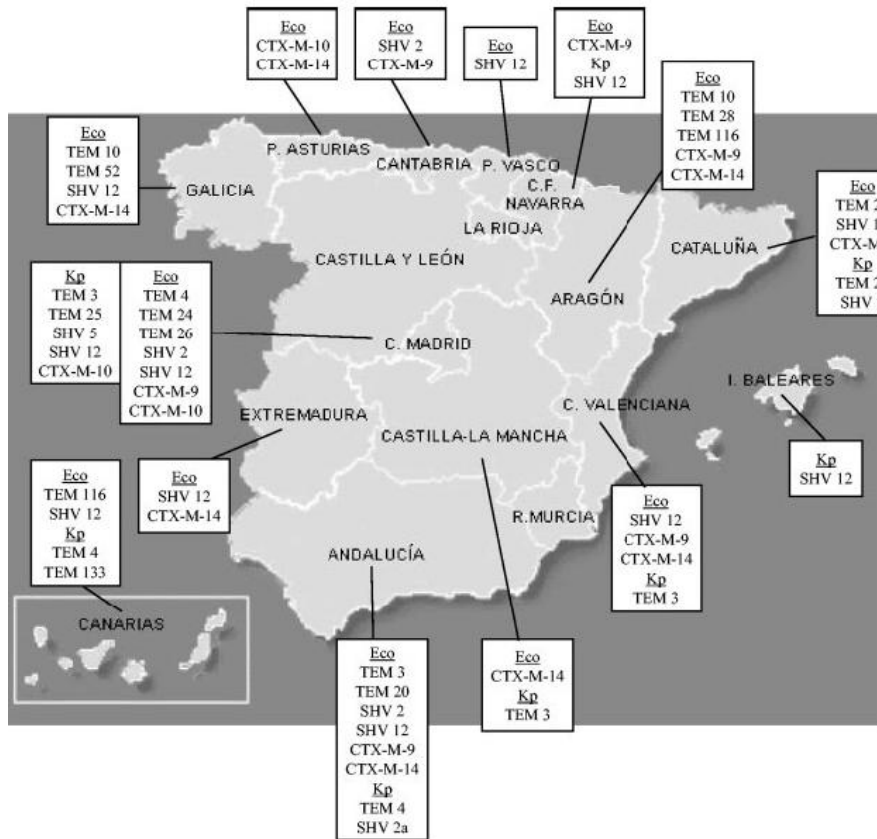 Eco
CTX-M-10
CTX-M-14
Eco
SHV 2
CTX-M-9
Eco
SHV 12
Eco
CTX-M-9
Kp
SHV 12
Eco
TEM 10
TEM 28
TEM 116
CTX-M-9
CTX-M-14
Eco
TEM 10
TEM 52
SHV 12
CTX-M-14
P. ASTURIAS
CANTABRIA
P. VASCO
C.F.
NAVARRA
GALICIA
LA RIOJA
CASTILLA Y LEÓN
ARAGÓN
CATALUÑA
Eco
TEM
SHV
Kp
TEM
SHV
Kp
TEM 3
TEM 25
SHV 5
SHV 12
CTX-M-10
Eco
TEM 4
TEM 24
TEM 26
SHV 2
SHV 12
CTX-M-9
CTX-M-10
C. MADRID
I. BALEARES
EXTREMADURA
C. VALENCIANA
CASTILLA-LA MANCHA
Kp
SHV 12
Eco
SHV 12
CTX-M-14
Eco
TEM 116
SHV 12
Kp
TEM 4
TEM 133
R.MURCIA
ANDALUCÍA
Eco
SHV 12
CTX-M-9
CTX-M-14
Kp
TEM 3
CANARIAS
Eco
TEM 3
TEM 20
SHV 2
SHV 12
CTX-M-9
CTX-M-14
Kp
TEM 4
SHV 2a
Eco
CTX-M-14
Kp
TEM 3